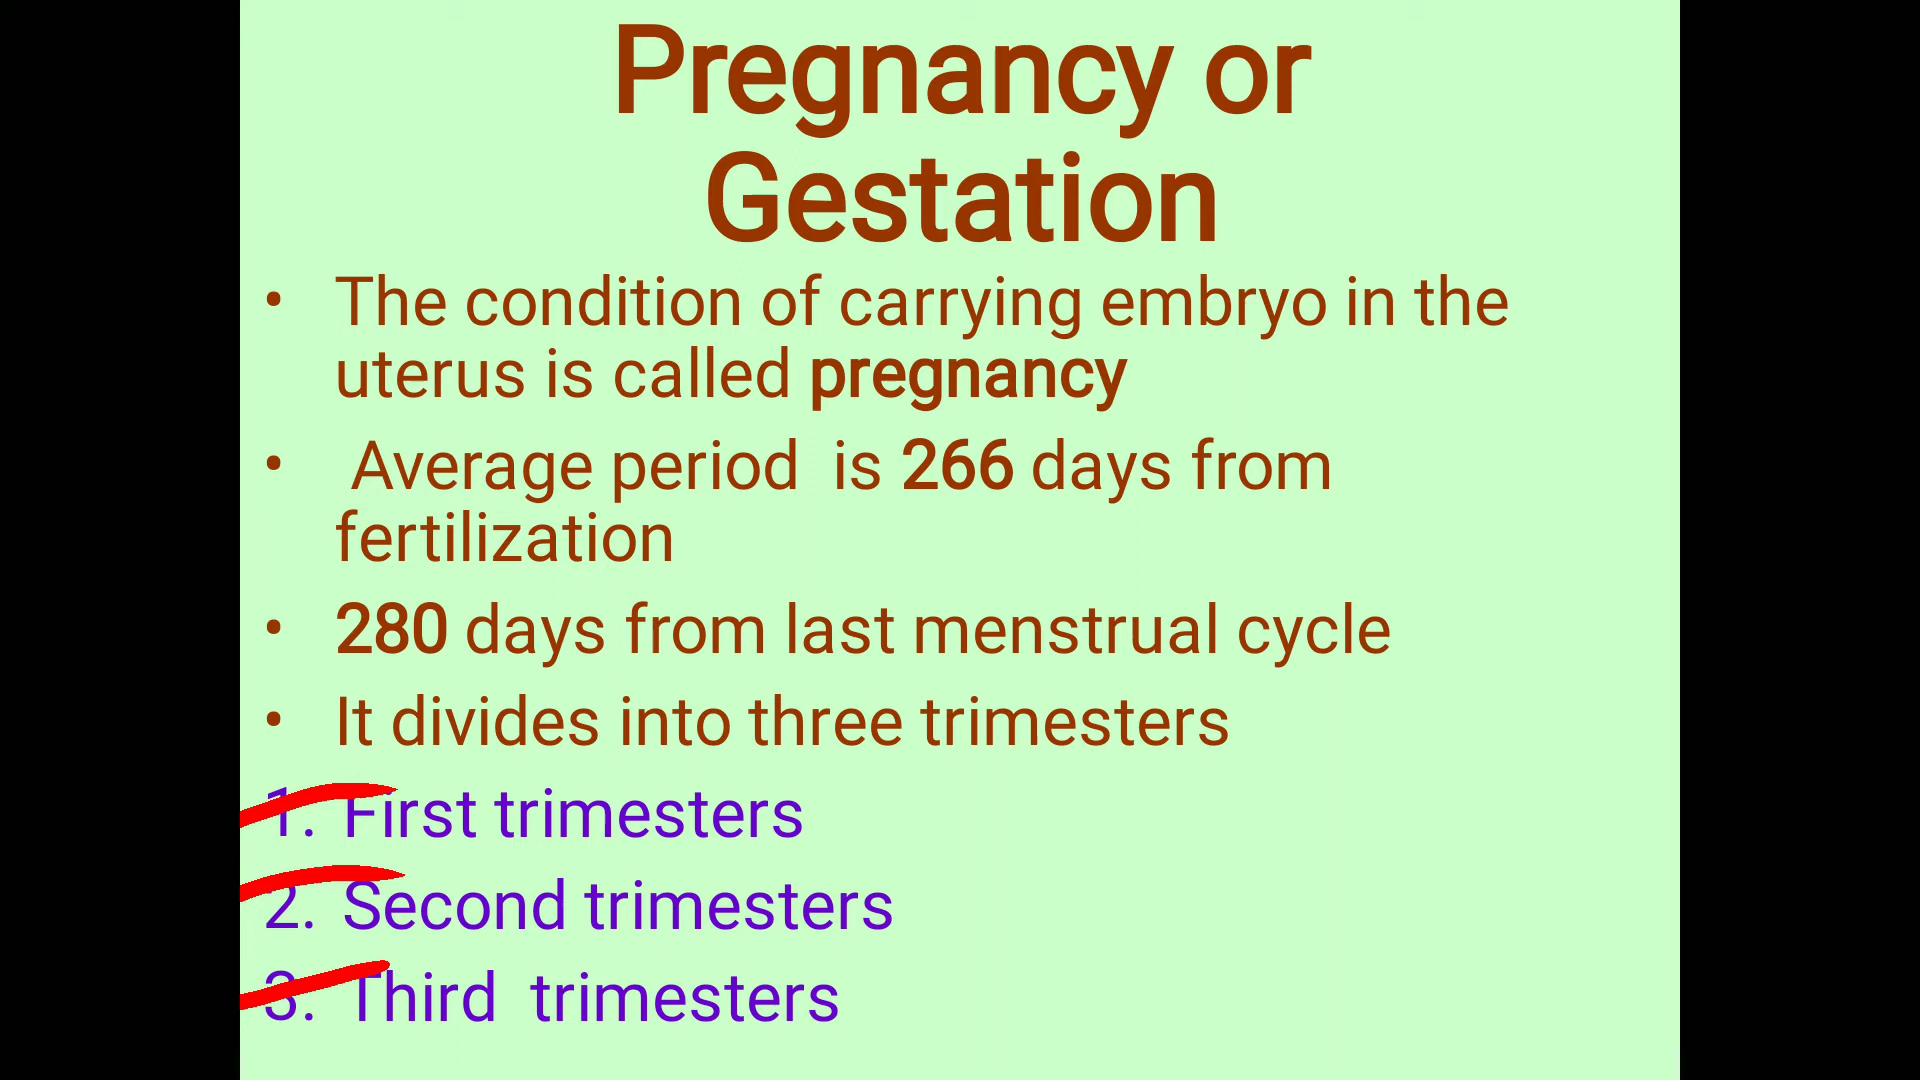 Pregnancy or
Gestation
• The condition of carrying embryo in the
uterus is called pregnancy
• Average period is 266 days from
fertilization
• 280 days from last menstrual cycle
• It divides into three trimesters
1. First trimesters
2. Second trimesters
3. Third trimesters